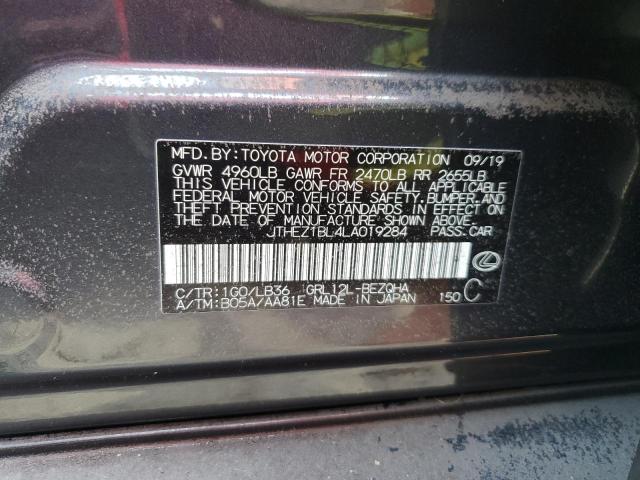 MFD. BY: TOYOTA MOTOR CORPORATION 09/19
GVWR 4960LB GAWR FR 2470LB RR 2655LB
THIS VEHICLE CONFORMS TO ALL APPLICABLE
FEDERAL MOTOR VEHICLE SAFETY, BUMPER, AND
THEFT PREVENTION STANDARDS IN EFFECT ON
THE DATE OF MANUFACTURE SHOWN ABOVE.
JTHEZ1BL4LA019284 PASS.CAR
C/TR: 1G0/LB36 GRL12L-BEZQHA
A/TM: B05A/AA81E MADE IN JAPAN 150 C